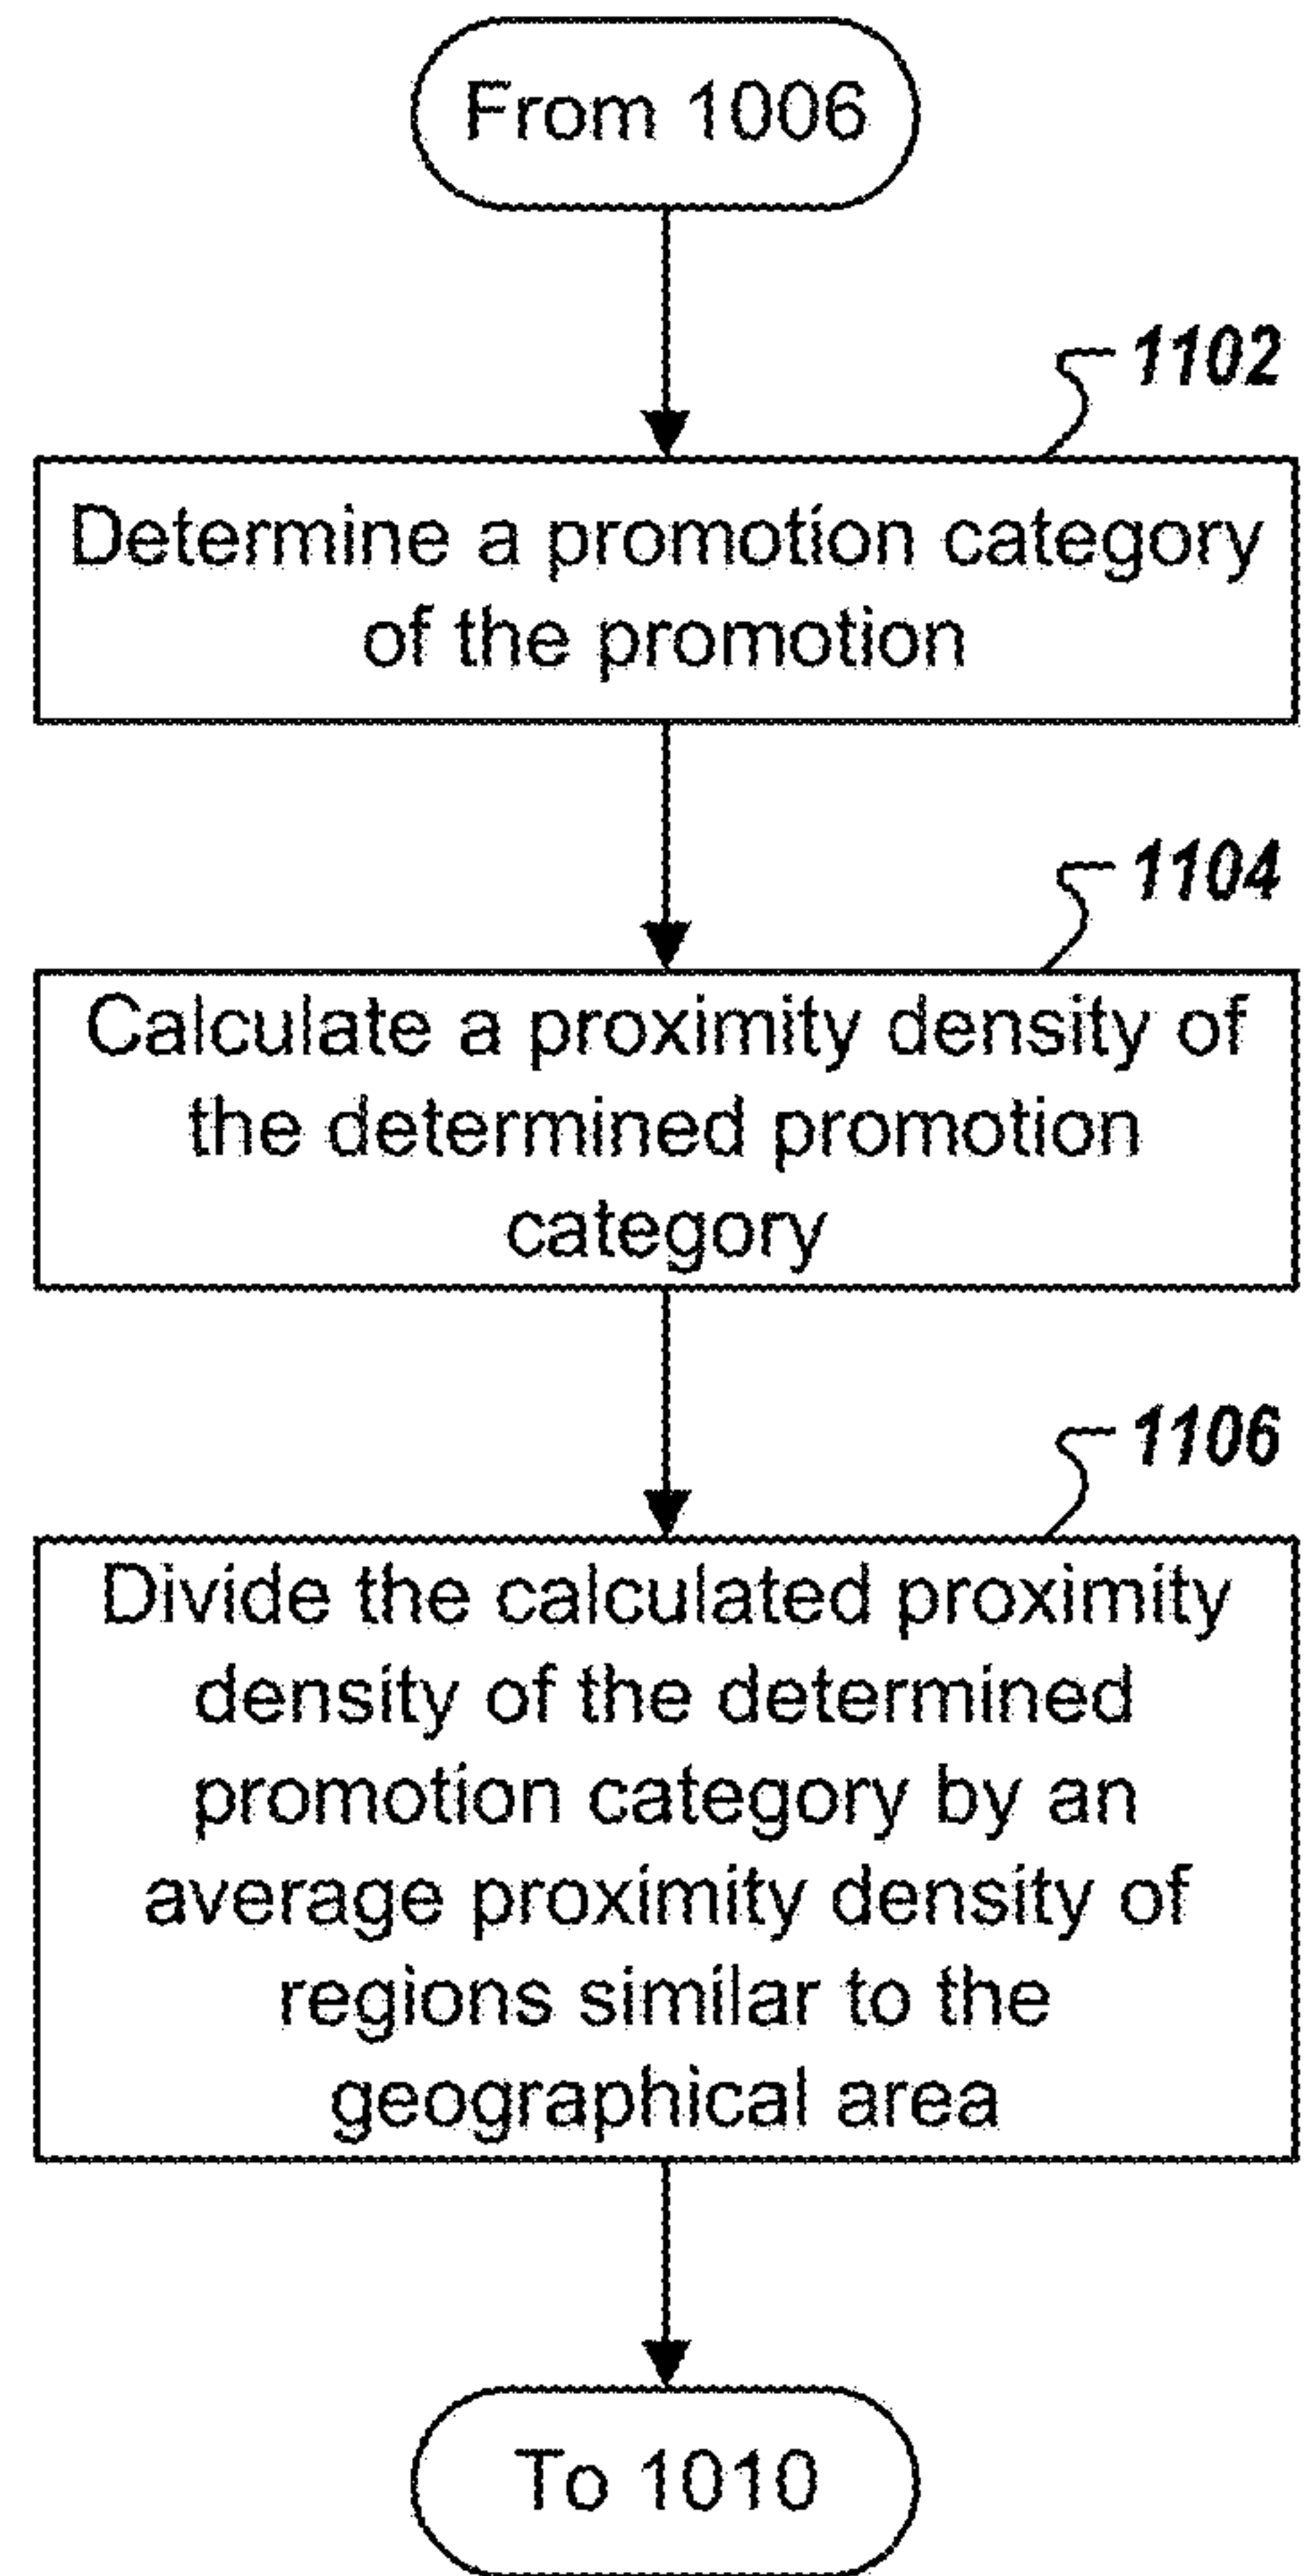 From 1006
1102
Determine a promotion category
of the promotion
1104
Calculate a proximity density of
the determined promotion
category
1106
Divide the calculated proximity
density of the determined
promotion category by an
average proximity density of
regions similar to the
geographical area
To 1010